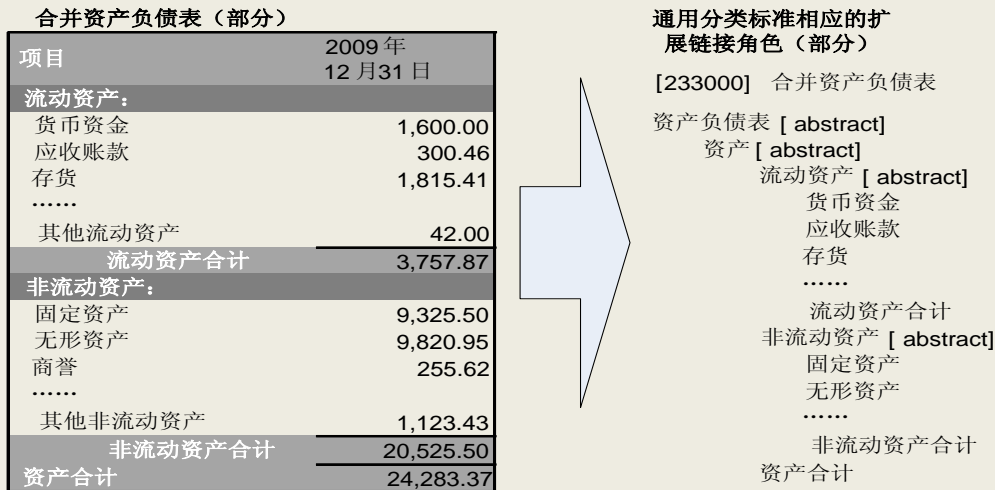 合并资产负债表（部分）
项目
2009 年
12 月31 日
流动资产：
货币资金 1,600.00
应收账款 300.46
存货 1,815.41
……
其他流动资产 42.00
流动资产合计 3,757.87
非流动资产：
固定资产 9,325.50
无形资产 9,820.95
商誉 255.62
……
其他非流动资产 1,123.43
非流动资产合计 20,525.50
资产合计 24,283.37
通用分类标准相应的扩
展链接角色（部分）
[233000] 合并资产负债表
资产负债表 [ abstract]
资产 [ abstract]
流动资产 [ abstract]
货币资金
应收账款
存货
……
流动资产合计
非流动资产 [ abstract]
固定资产
无形资产
……
非流动资产合计
资产合计